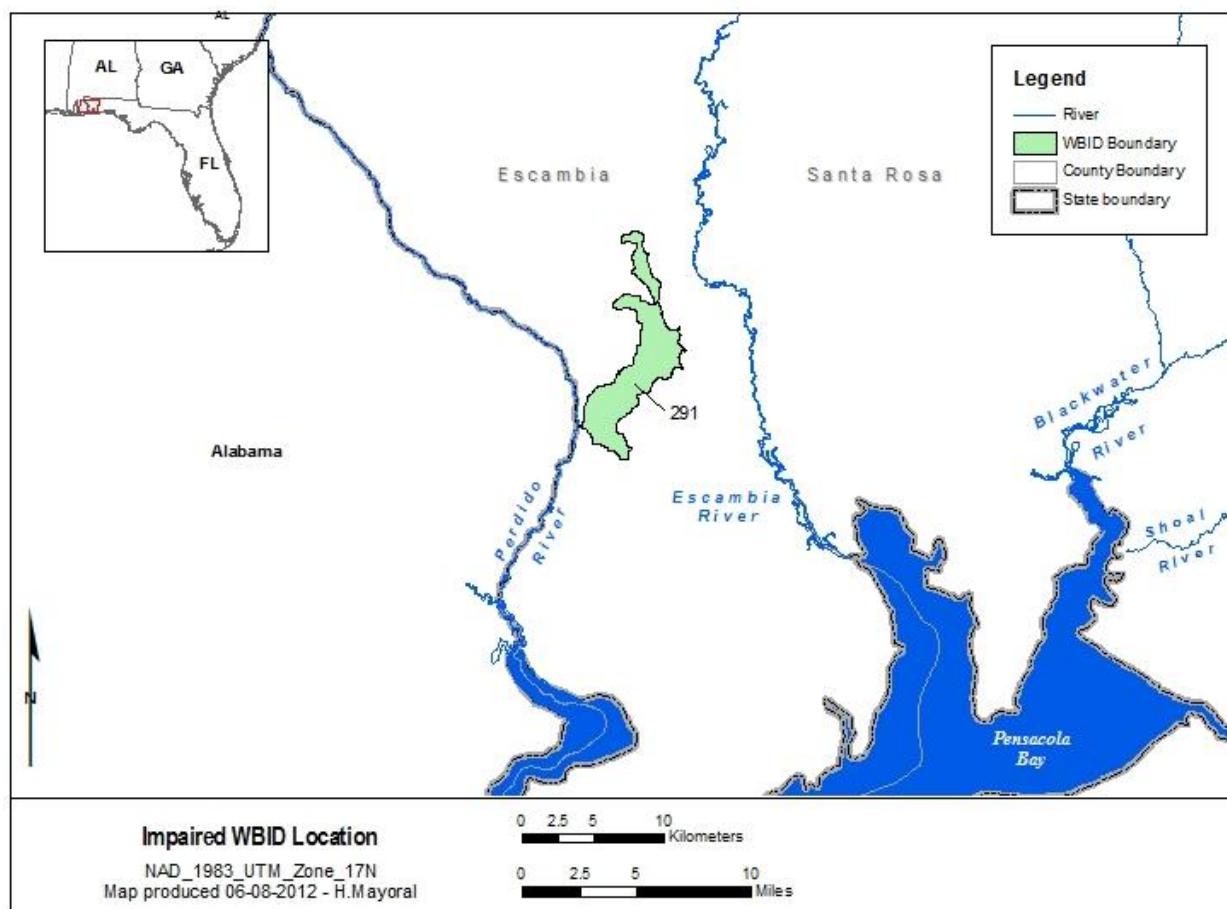 AL
AL
GA
FL
Escambia
Santa Rosa
Legend
River
WBID Boundary
County Boundary
State boundary
Blackwater
River
291
Alabama
Perdido
River
Escambia
River
Shoal
River
N
Pensacola
Bay
Impaired WBID Location
NAD_1983_UTM_Zone_17N
Map produced 06-08-2012 - H.Mayoral
0 2.5 5 10
Kilometers
0 2.5 5 10
Miles